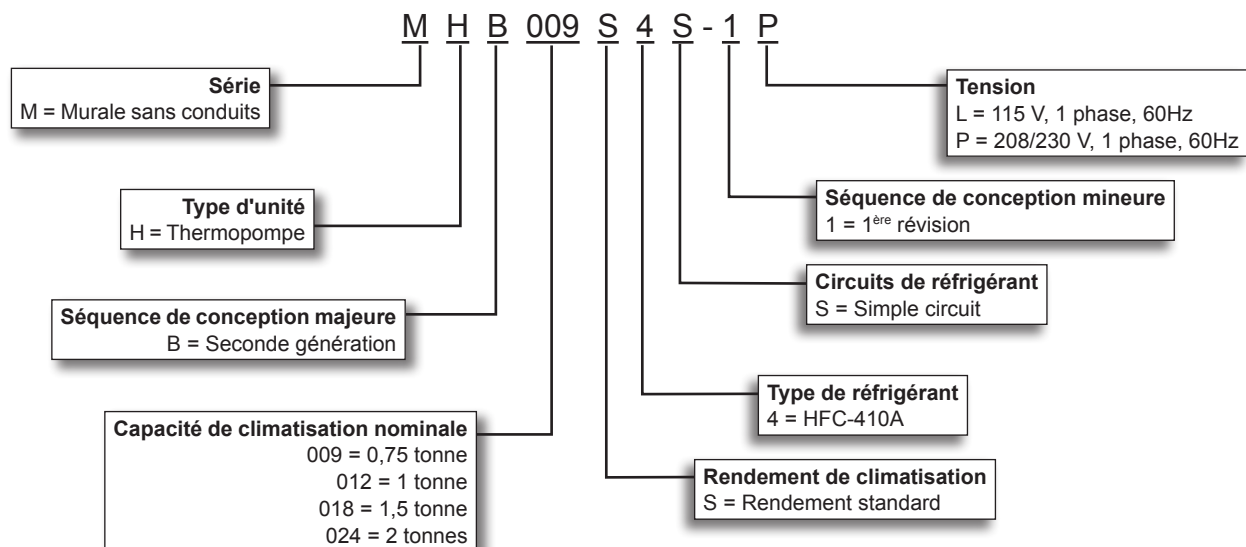 M H B 009 S 4 S - 1 P
Série
M = Murale sans conduits
Type d'unité
H = Thermopompe
Séquence de conception majeure
B = Seconde génération
Capacité de climatisation nominale
009 = 0,75 tonne
012 = 1 tonne
018 = 1,5 tonne
024 = 2 tonnes
Tension
L = 115 V, 1 phase, 60Hz
P = 208/230 V, 1 phase, 60Hz
Séquence de conception mineure
1 = 1ère révision
Circuits de réfrigérant
S = Simple circuit
Type de réfrigérant
4 = HFC-410A
Rendement de climatisation
S = Rendement standard